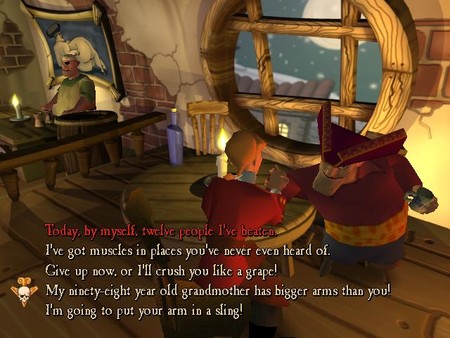 Today, by myself, twelve people I've beaten.
I've got muscles in places you've never even heard of.
Give up now, or I'll crush you like a grape!
My ninety-eight year old grandmother has bigger arms than you!
I'm going to put your arm in a sling!